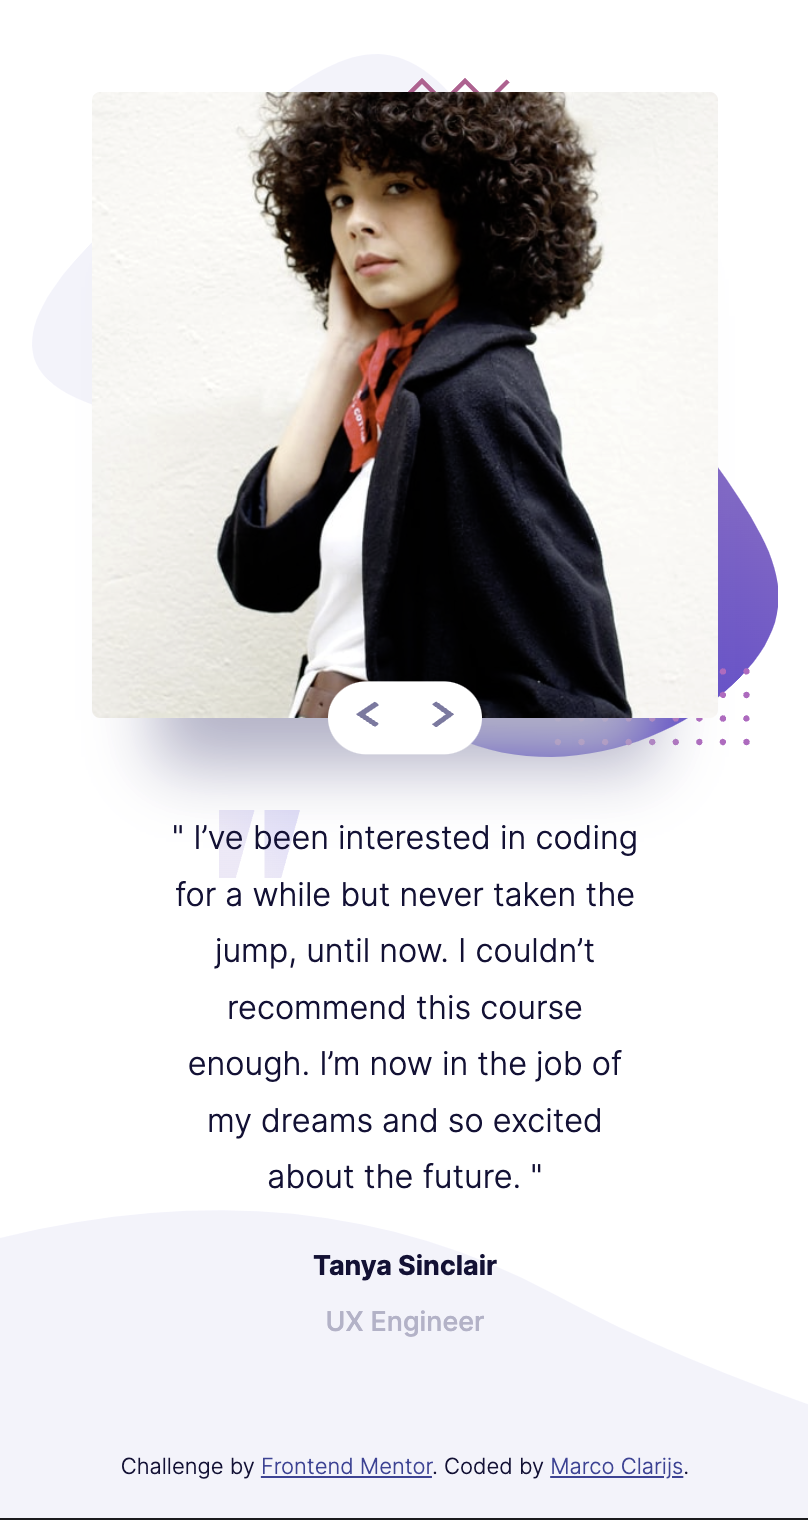 " I’ve been interested in coding
for a while but never taken the
jump, until now. I couldn’t
recommend this course
enough. I’m now in the job of
my dreams and so excited
about the future. "
Tanya Sinclair
UX Engineer
Challenge by Frontend Mentor. Coded by Marco Clarijs.